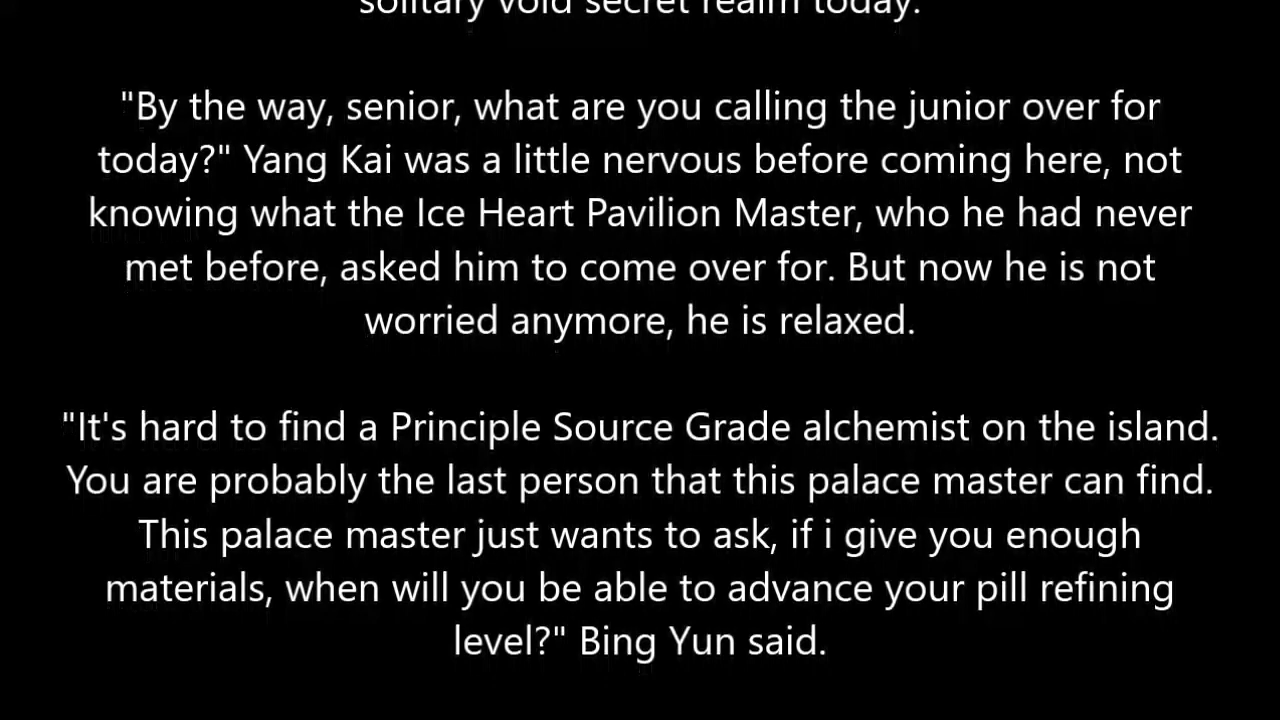 solitary void secret realm today.
"By the way, senior, what are you calling the junior over for
today?" Yang Kai was a little nervous before coming here, not
knowing what the Ice Heart Pavilion Master, who he had never
met before, asked him to come over for. But now he is not
worried anymore, he is relaxed.
"It's hard to find a Principle Source Grade alchemist on the island.
You are probably the last person that this palace master can find.
This palace master just wants to ask, if i give you enough
materials, when will you be able to advance your pill refining
level?" Bing Yun said.